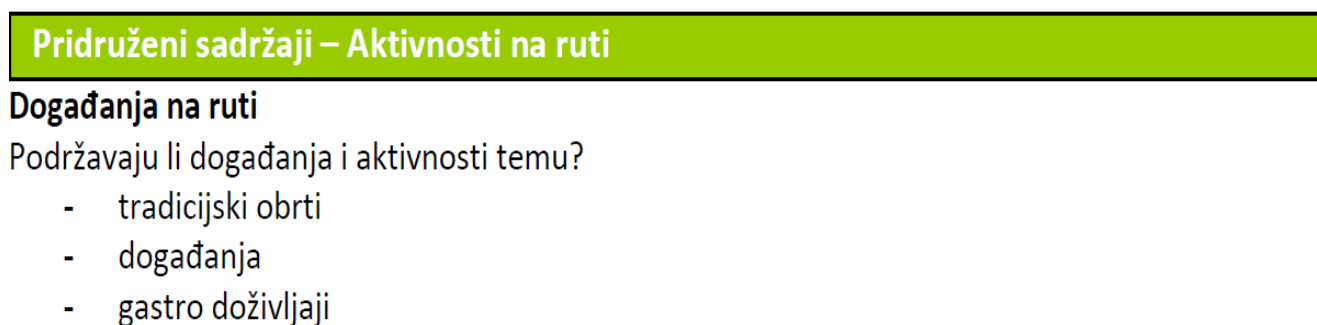 Pridruženi sadržaji – Aktivnosti na ruti
Događanja na ruti
Podržavaju li događanja i aktivnosti temu?
- tradicijski obrti
- događanja
- gastro doživljaji